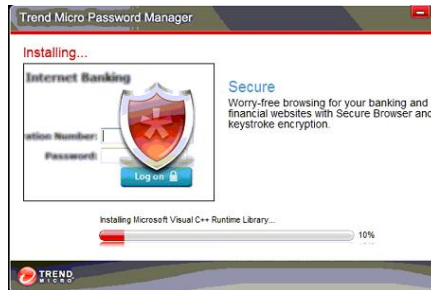 Trend Micro Password Manager
Installing...
Internet Banking
ation Number:
Password:
Log on
Secure
Worry-free browsing for your banking and
financial websites with Secure Browser and
keystroke encryption.
Installing Microsoft Visual C++ Runtime Library...
10%
TREND
MICRO